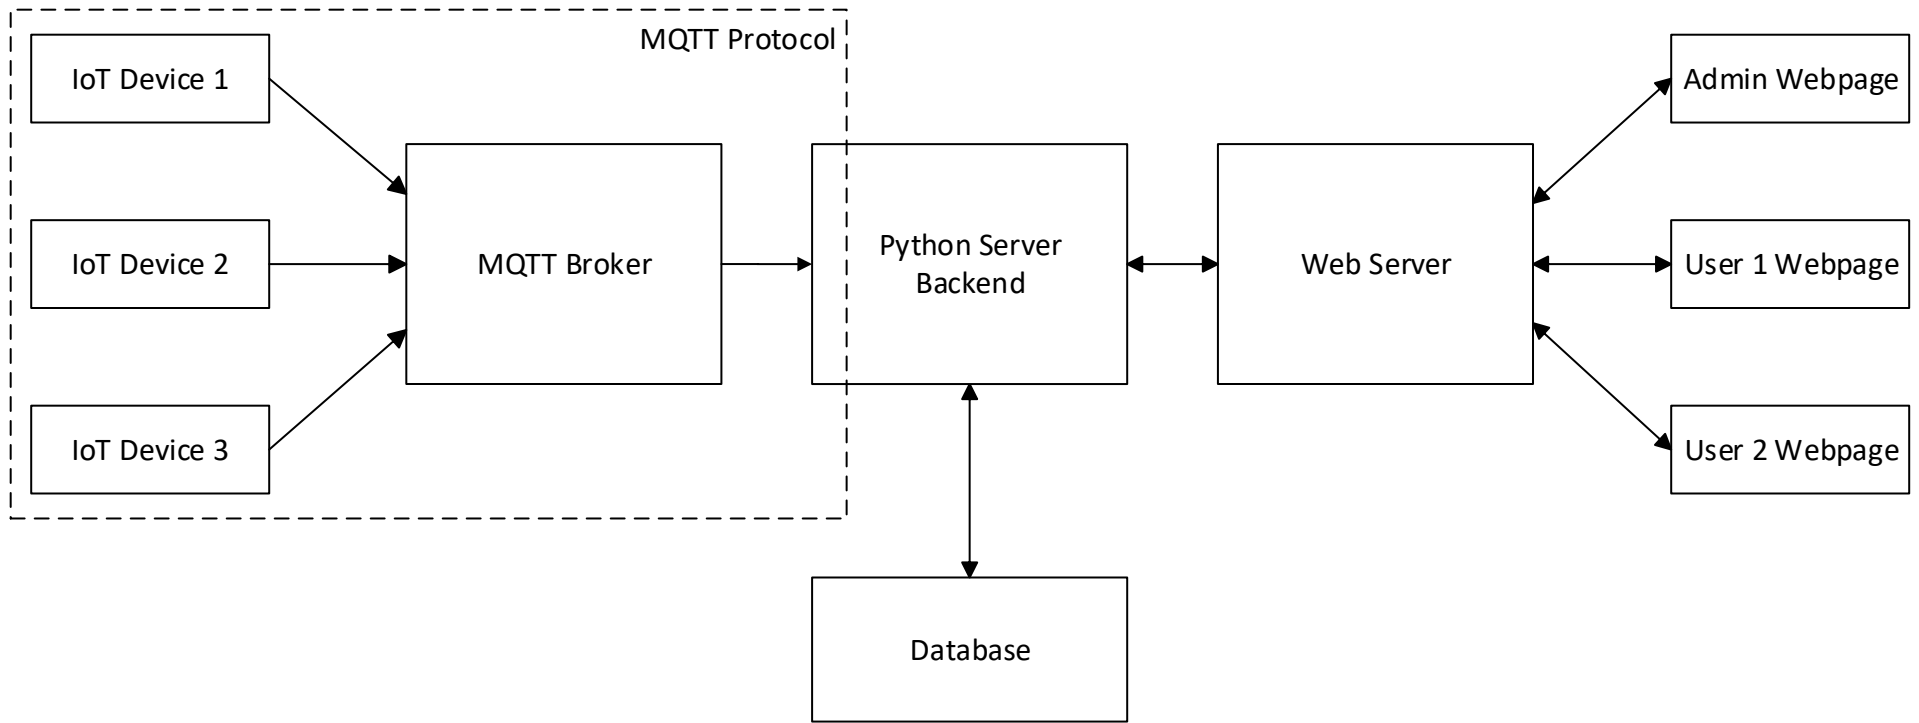 MQTT Protocol
IoT Device 1
IoT Device 2
IoT Device 3
MQTT Broker
Python Server
Backend
Web Server
Admin Webpage
User 1 Webpage
User 2 Webpage
Database